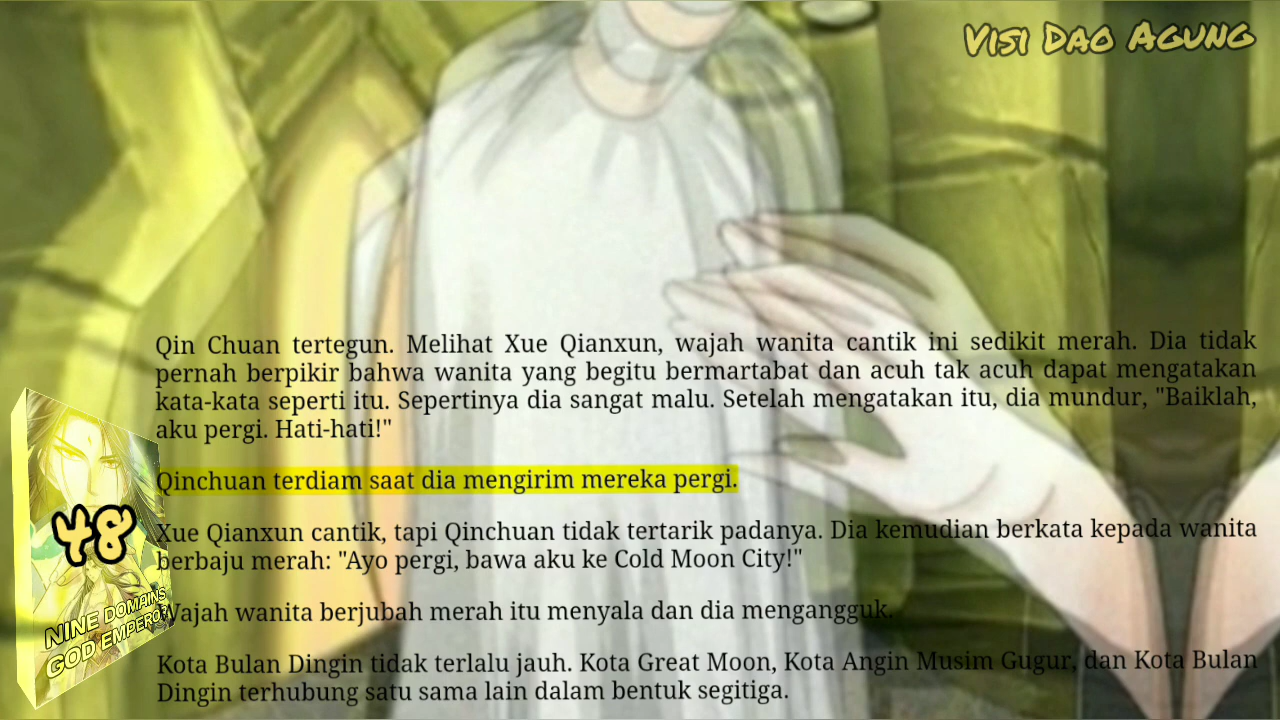 Visi Dao Agung
Qin Chuan tertegun. Melihat Xue Qianxun, wajah wanita cantik ini sedikit merah. Dia tidak
pernah berpikir bahwa wanita yang begitu bermartabat dan acuh tak acuh dapat mengatakan
kata-kata seperti itu. Sepertinya dia sangat malu. Setelah mengatakan itu, dia mundur, "Baiklah,
aku pergi. Hati-hati!"
Qinchuan terdiam saat dia mengirim mereka pergi.
Xue Qianxun cantik, tapi Qinchuan tidak tertarik padanya. Dia kemudian berkata kepada wanita
berbaju merah: "Ayo pergi, bawa aku ke Cold Moon City!"
Wajah wanita berjubah merah itu menyala dan dia mengangguk.
Kota Bulan Dingin tidak terlalu jauh. Kota Great Moon, Kota Angin Musim Gugur, dan Kota Bulan
Dingin terhubung satu sama lain dalam bentuk segitiga.
48
NINE DOMAINS
GOD EMPEROR